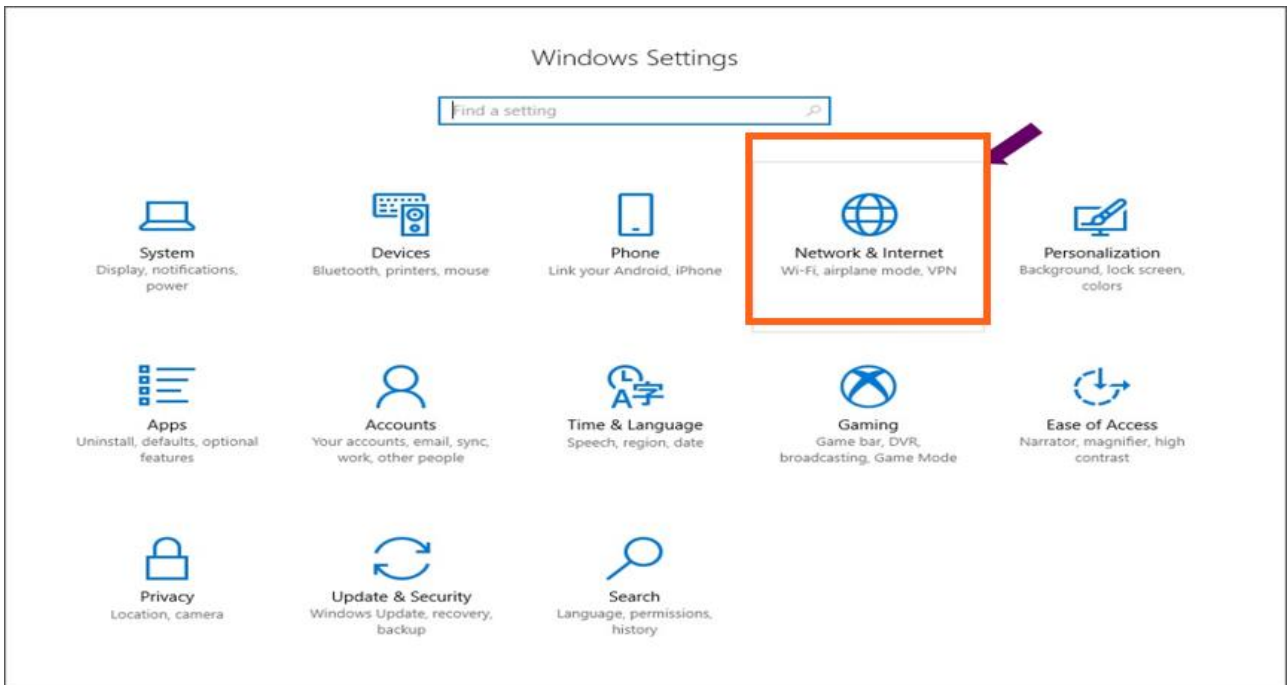 Windows Settings
Find a setting
System
Display, notifications,
power
Devices
Bluetooth, printers, mouse
Phone
Link your Android, iPhone
Network & Internet
Wi-Fi, airplane mode, VPN
Personalization
Background, lock screen,
colors
Apps
Uninstall, defaults, optional
features
Accounts
Your accounts, email, sync,
work, other people
A字
Time & Language
Speech, region, date
Gaming
Game bar, DVR,
broadcasting, Game Mode
Ease of Access
Narrator, magnifier, high
contrast
Privacy
Location, camera
Update & Security
Windows Update, recovery,
backup
Search
Language, permissions,
history